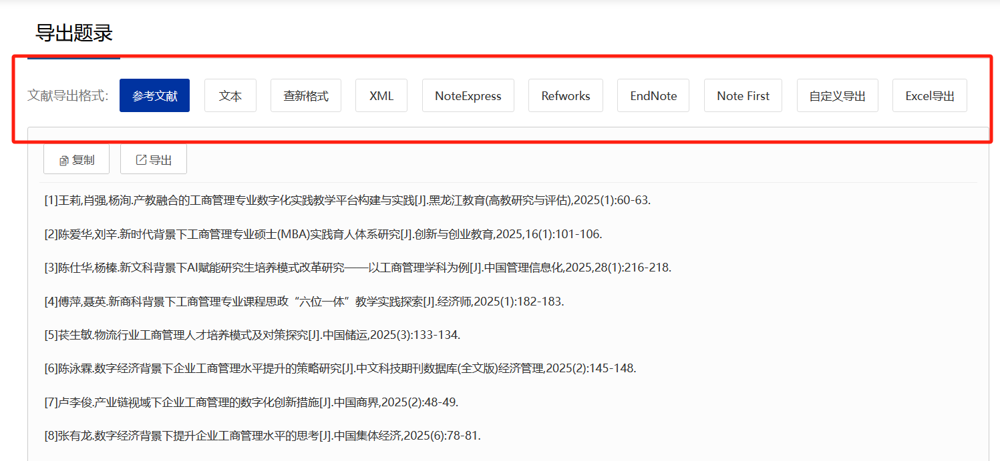 导出题录
文献导出格式: 参考文献 文本 查新格式 XML NoteExpress Refworks EndNote Note First 自定义导出 Excel导出
复制 导出
[1]王莉,肖强,杨洵.产教融合的工商管理专业数字化实践教学平台构建与实践[J].黑龙江教育(高教研究与评估),2025(1):60-63.
[2]陈爱华,刘辛.新时代背景下工商管理专业硕士(MBA)实践育人体系研究[J].创新与创业教育,2025,16(1):101-106.
[3]陈仕华,杨榛.新文科背景下AI赋能研究生培养模式改革研究——以工商管理学科为例[J].中国管理信息化,2025,28(1):216-218.
[4]傅萍,聂英.新商科背景下工商管理专业课程思政“六位一体”教学实践探索[J].经济师,2025(1):182-183.
[5]苌生敏.物流行业工商管理人才培养模式及对策探究[J].中国储运,2025(3):133-134.
[6]陈泳霖.数字经济背景下企业工商管理水平提升的策略研究[J].中文科技期刊数据库(全文版)经济管理,2025(2):145-148.
[7]卢李俊.产业链视域下企业工商管理的数字化创新措施[J].中国商界,2025(2):48-49.
[8]张有龙.数字经济背景下提升企业工商管理水平的思考[J].中国集体经济,2025(6):78-81.